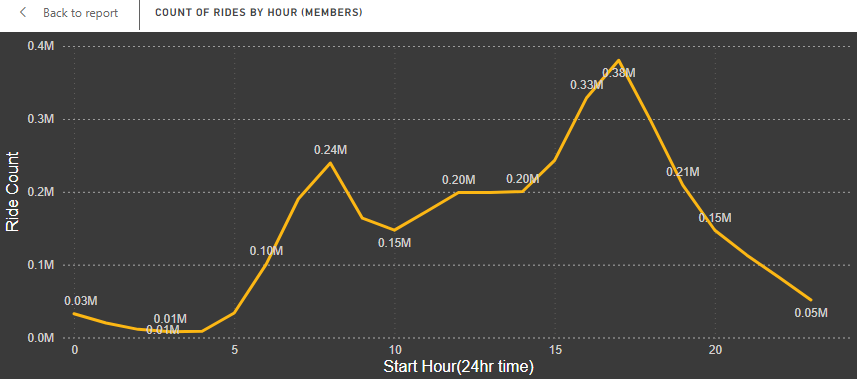 Back to report
COUNT OF RIDES BY HOUR (MEMBERS)
0.4M
0.3M
0.2M
0.1M
0.0M
Ride Count
0.03M
0.01M
0.01M
0.10M
0.24M
0.15M
0.20M
0.20M
0.33M
0.38M
0.21M
0.15M
0.05M
0 5 10 15 20
Start Hour(24hr time)